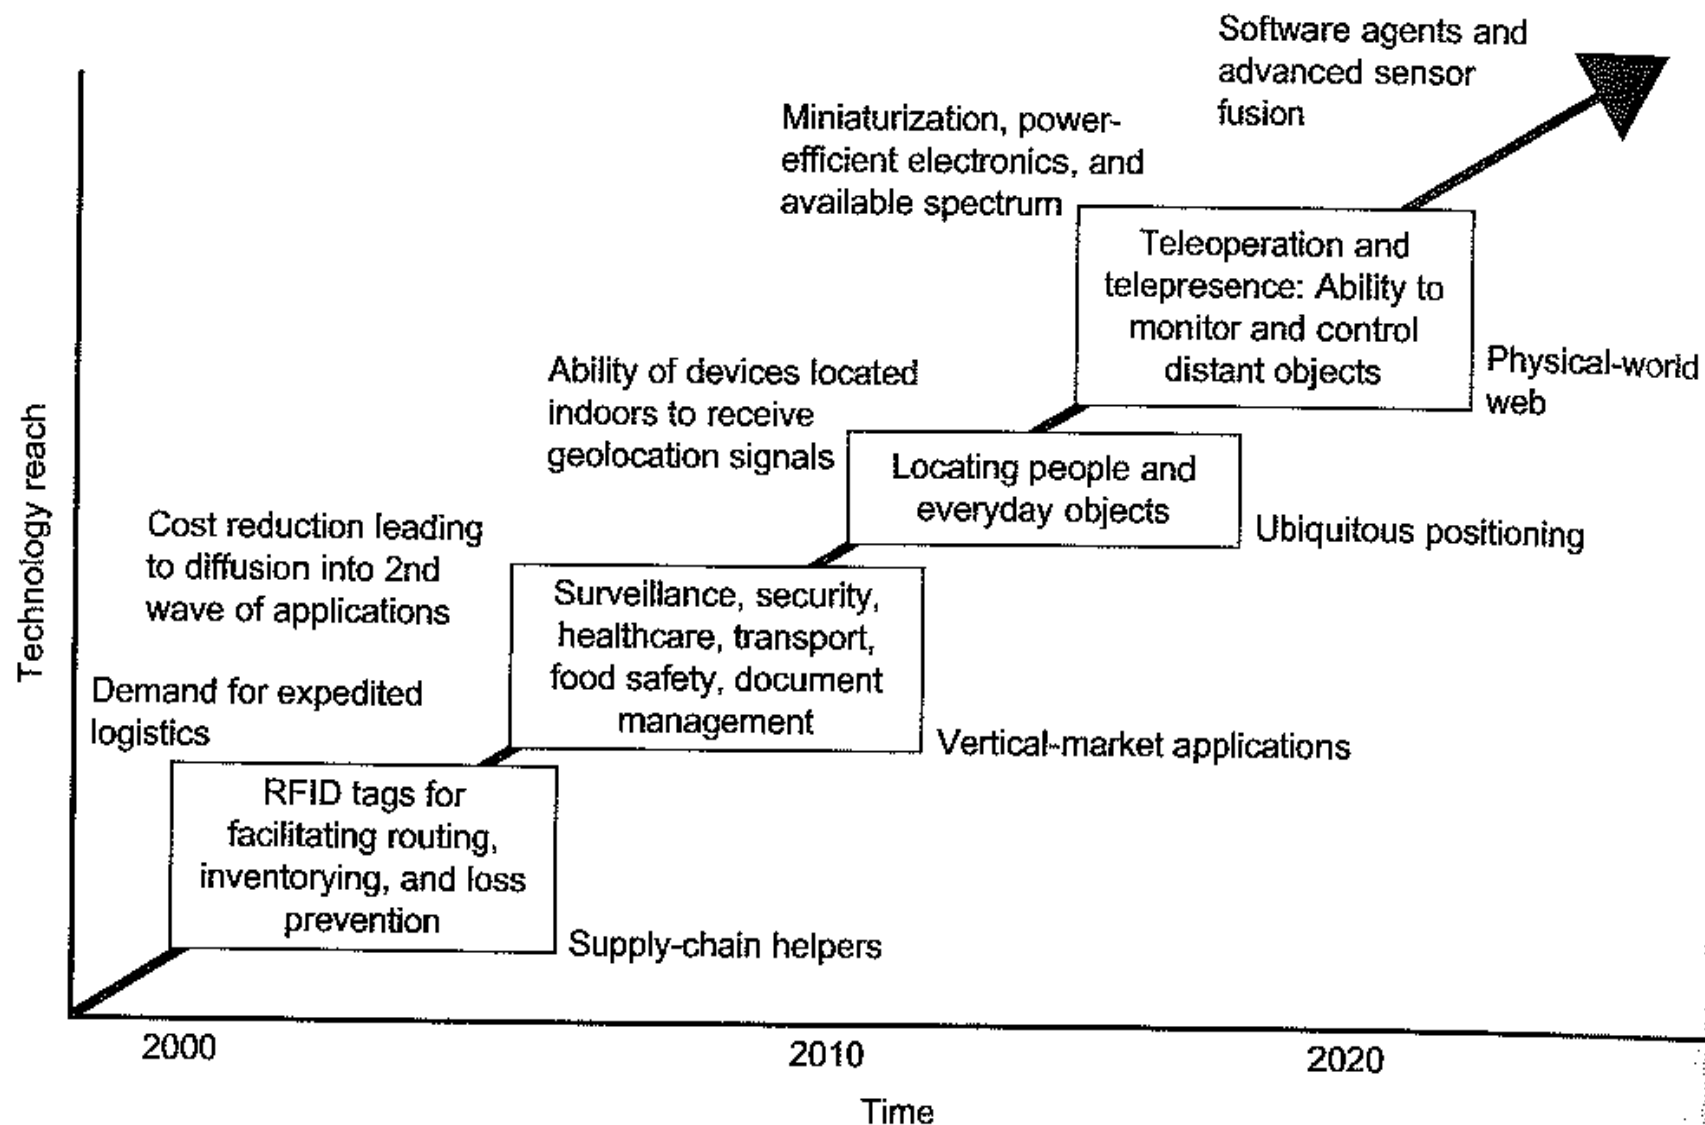 Software agents and
advanced sensor
fusion
Miniaturization, power-
efficient electronics, and
available spectrum
Teleoperation and
telepresence: Ability to
monitor and control
distant objects
Physical-world
web
Ability of devices located
indoors to receive
geolocation signals
Locating people and
everyday objects
Ubiquitous positioning
Technology reach
Cost reduction leading
to diffusion into 2nd
wave of applications
Surveillance, security,
healthcare, transport,
food safety, document
management
Vertical-market applications
Demand for expedited
logistics
RFID tags for
facilitating routing,
inventorying, and loss
prevention
Supply-chain helpers
2000
2010
2020
Time